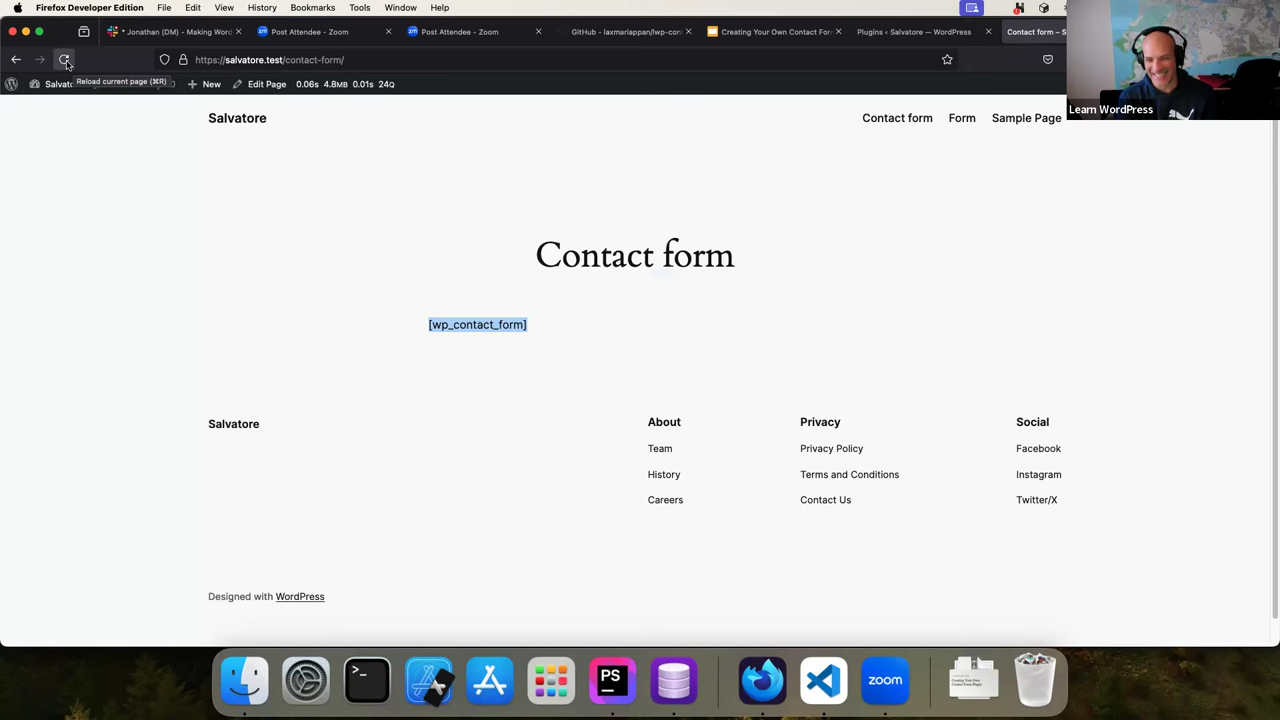 Firefox Developer Edition File Edit View History Bookmarks Tools Window Help
* Jonathan (DM) - Making Word
Post Attendee - Zoom
Post Attendee - Zoom
GitHub - laxmariappan/lwp-con
Creating Your Own Contact For
Plugins ‹ Salvatore — WordPress
Contact form – S
https://salvatore.test/contact-form/
Reload current page (⌘R)
Salvato
New
Edit Page
0.06s 4.8MB 0.01s 24Q
Learn WordPress
Salvatore
Contact form Form Sample Page
Contact form
[wp_contact_form]
Salvatore
About
Team
History
Careers
Privacy
Privacy Policy
Terms and Conditions
Contact Us
Social
Facebook
Instagram
Twitter/X
Designed with WordPress
>_
PS
zoom